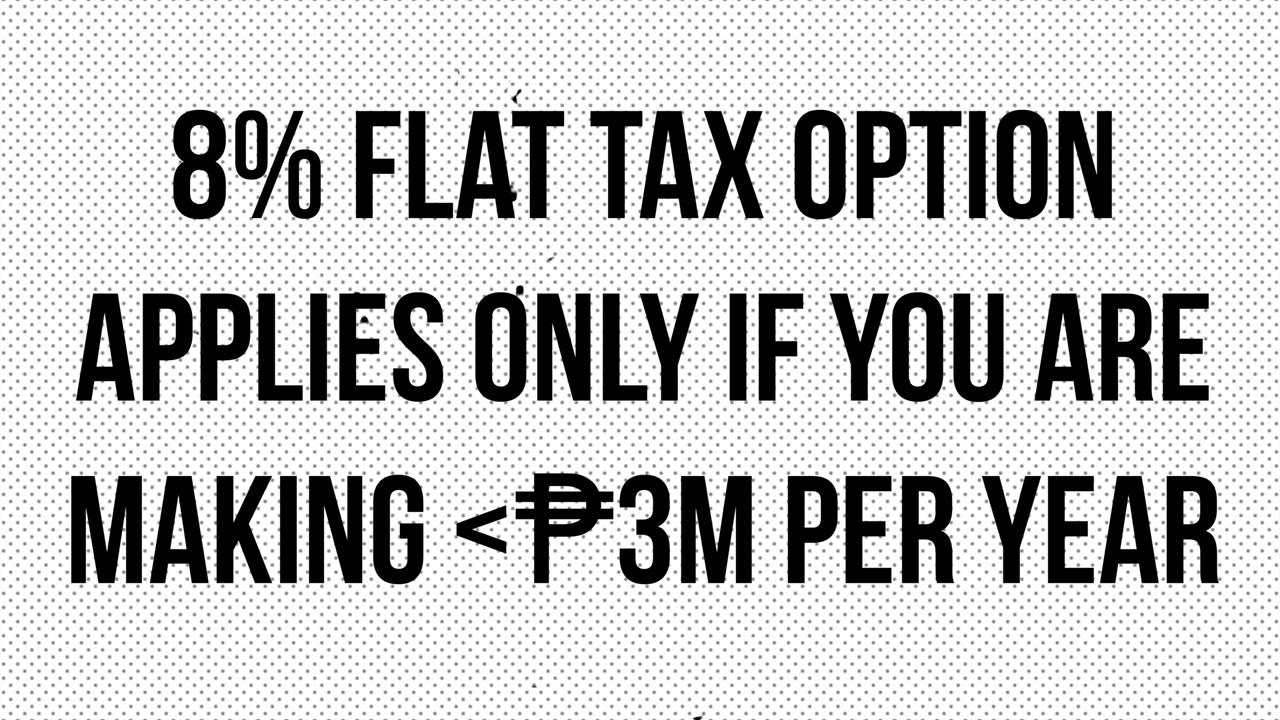 8% FLAT TAX OPTION
APPLIES ONLY IF YOU ARE
MAKING <₱3M PER YEAR